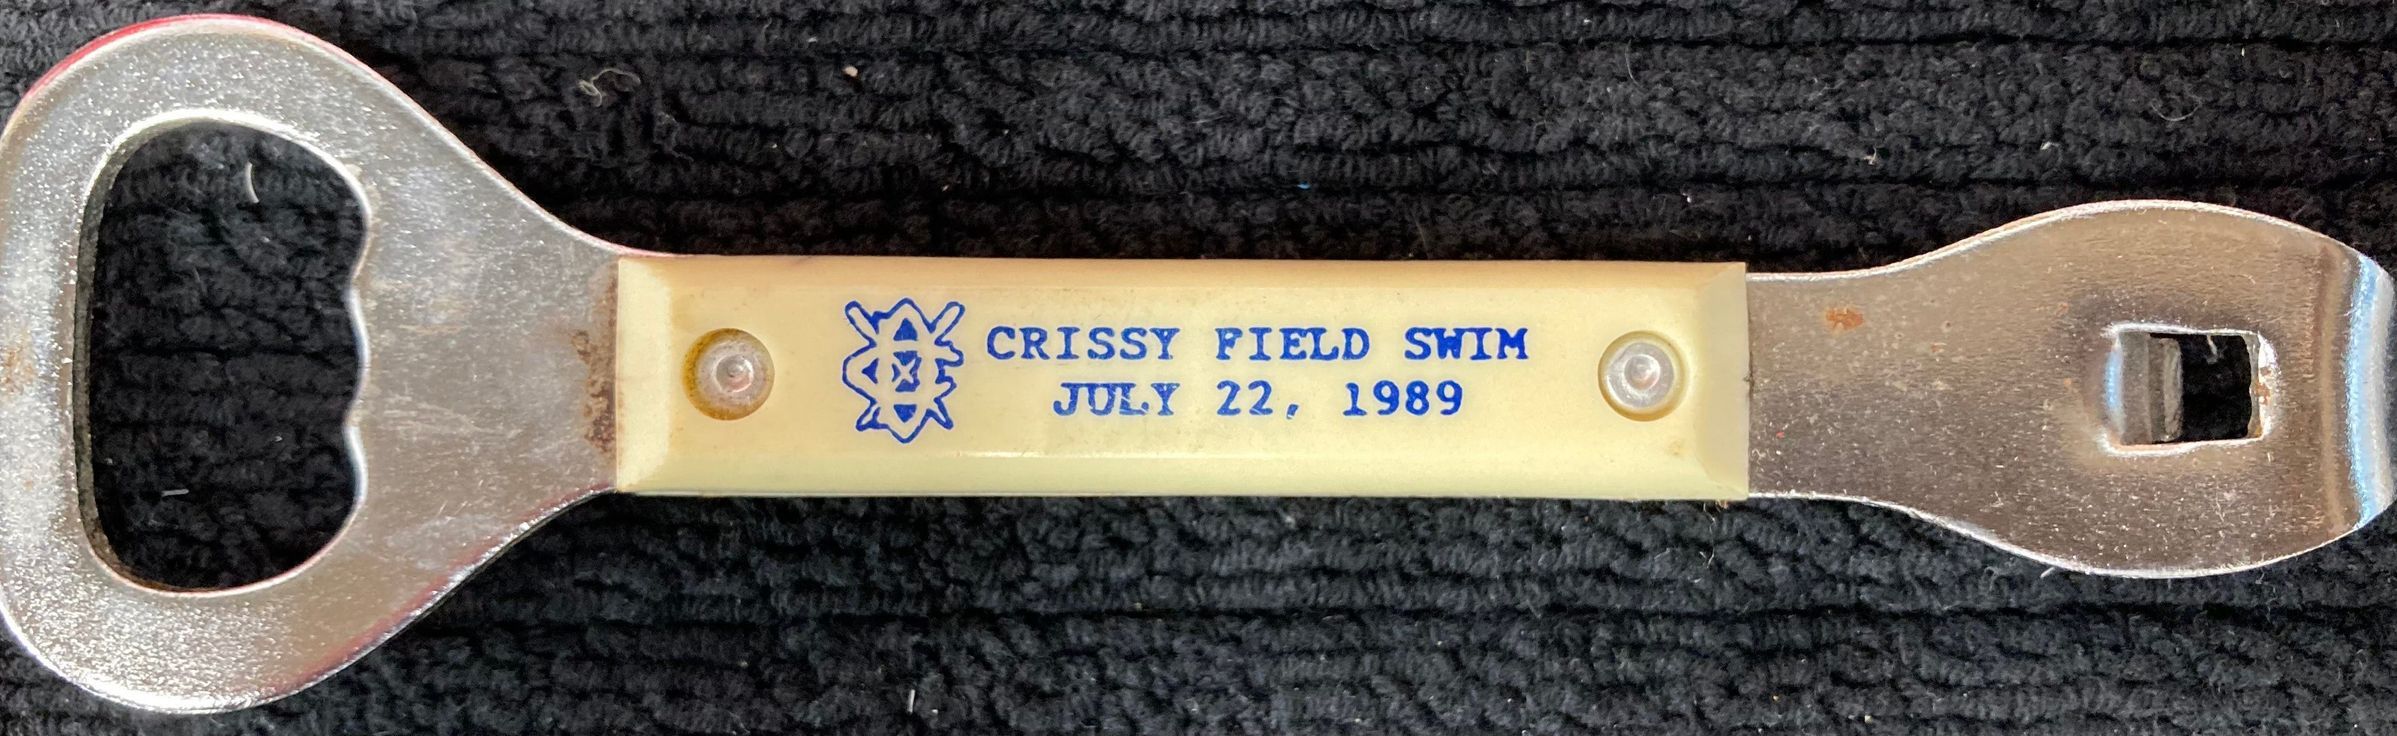 CRISSY FIELD SWIM
JULY 22, 1989